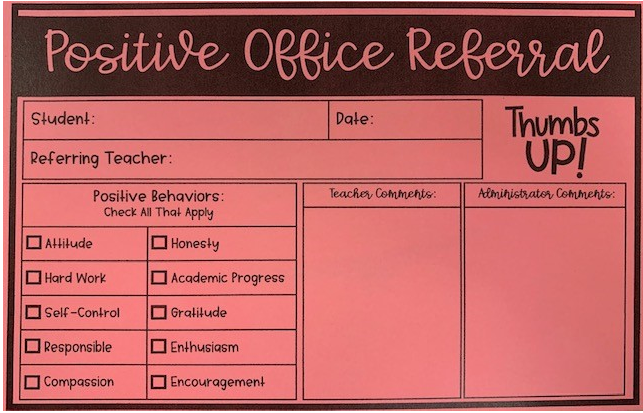 Positive Office Referral
Student:
Date:
Thumbs
UP!
Referring Teacher:
Positive Behaviors:
Check All That Apply
Teacher Comments:
Administrator Comments:
Attitude
Honesty
Hard Work
Academic Progress
Self-Control
Gratitude
Responsible
Enthusiasm
Compassion
Encouragement